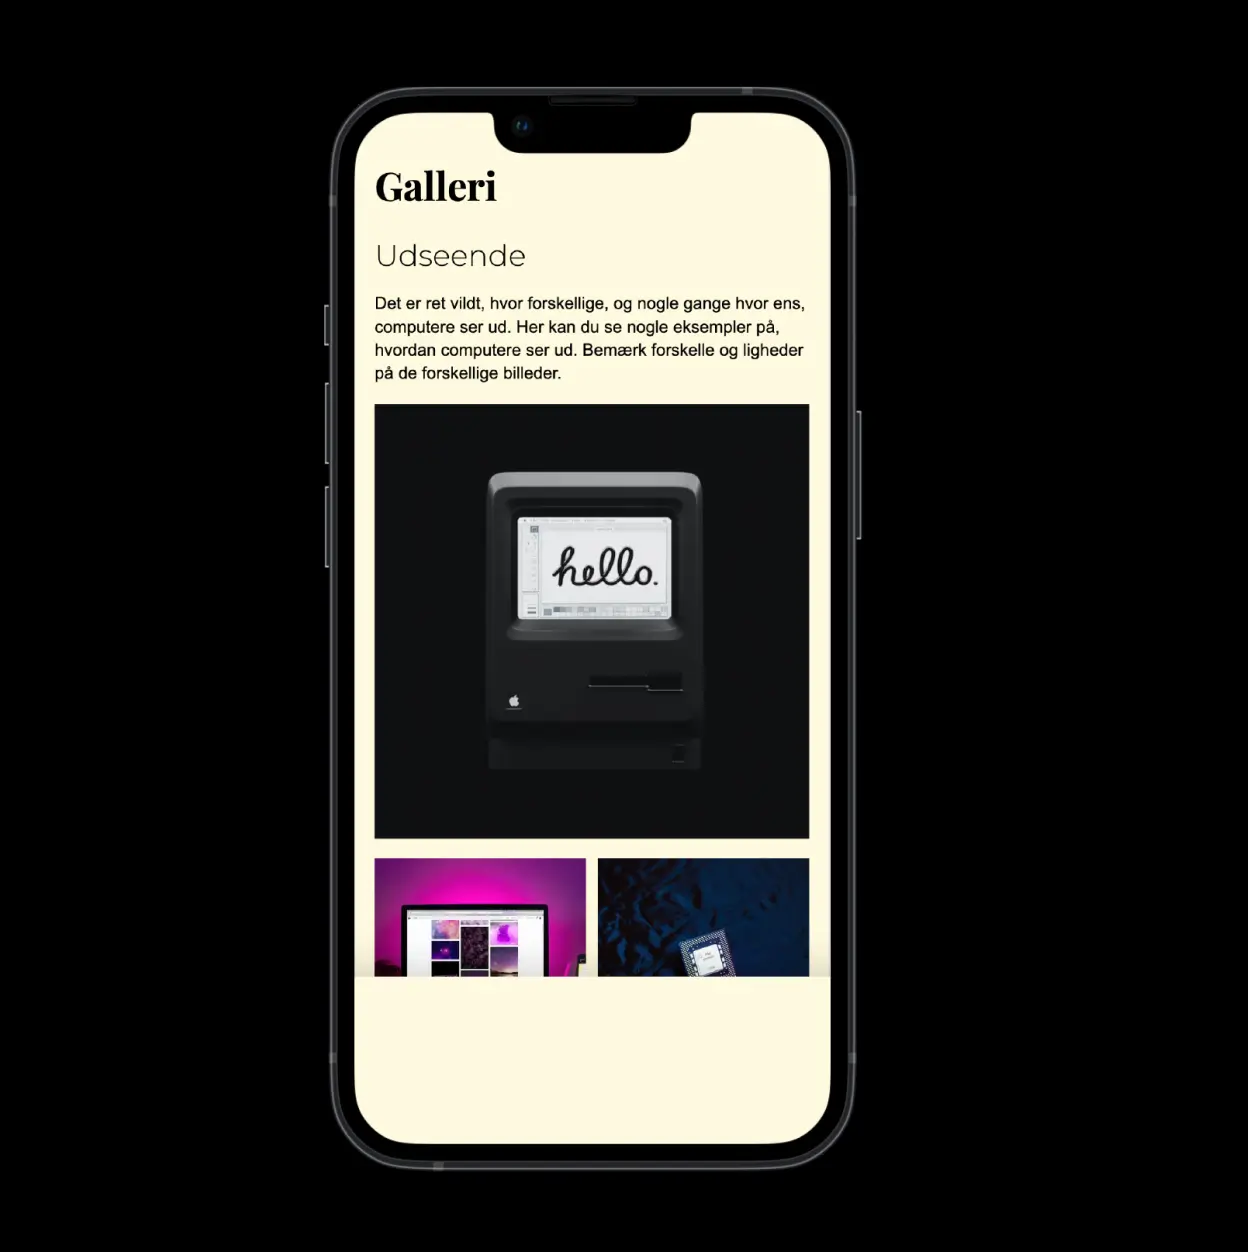 Galleri
Udseende
Det er ret vildt, hvor forskellige, og nogle gange hvor ens,
computere ser ud. Her kan du se nogle eksempler på,
hvordan computere ser ud. Bemærk forskelle og ligheder
på de forskellige billeder.
hello.